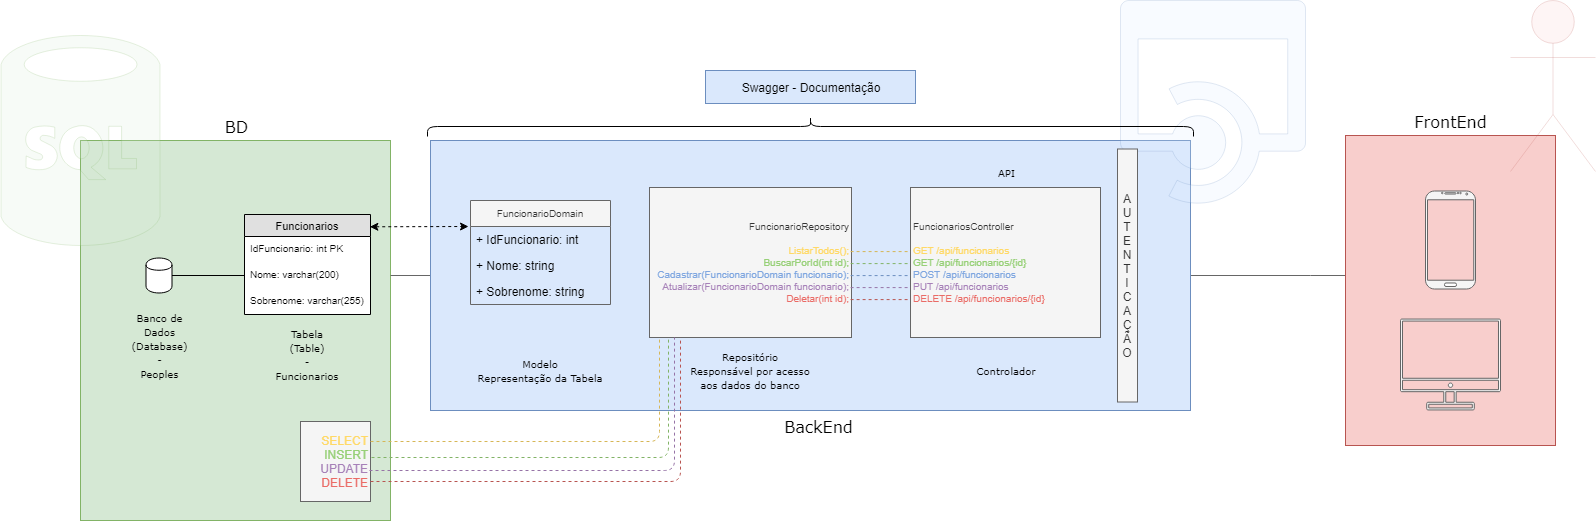 SQL
BD
Funcionarios
IdFuncionario: int PK
Nome: varchar(200)
Sobrenome: varchar(255)
Banco de
Dados
(Database)
-
Peoples
Tabela
(Table)
-
Funcionarios
SELECT
INSERT
UPDATE
DELETE
Swagger - Documentação
FuncionarioDomain
+ IdFuncionario: int
+ Nome: string
+ Sobrenome: string
Modelo
Representação da Tabela
FuncionarioRepository
ListarTodos();
BuscarPorId(int id);
Cadastrar(FuncionarioDomain funcionario);
Atualizar(FuncionarioDomain funcionario);
Deletar(int id);
Repositório
Responsável por acesso
aos dados do banco
API
FuncionariosController
GET /api/funcionarios
GET /api/funcionarios/{id}
POST /api/funcionarios
PUT /api/funcionarios
DELETE /api/funcionarios/{id}
Controlador
AUTENTICAÇÃO
BackEnd
FrontEnd